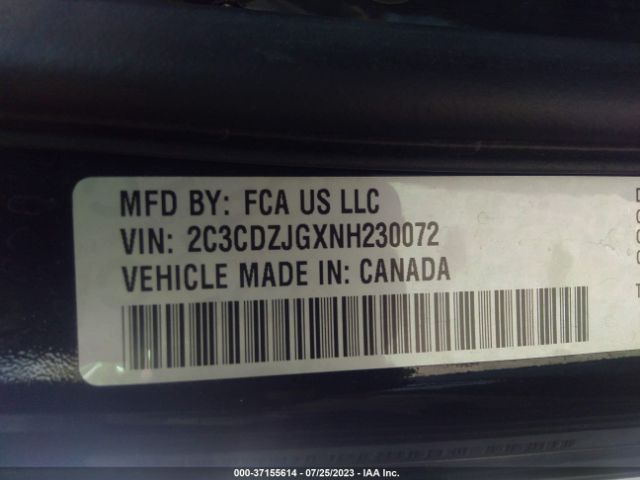 MFD BY: FCA US LLC
VIN: 2C3CDZJGXNH230072
VEHICLE MADE IN: CANADA
000-37155614 - 07/25/2023 - IAA Inc.